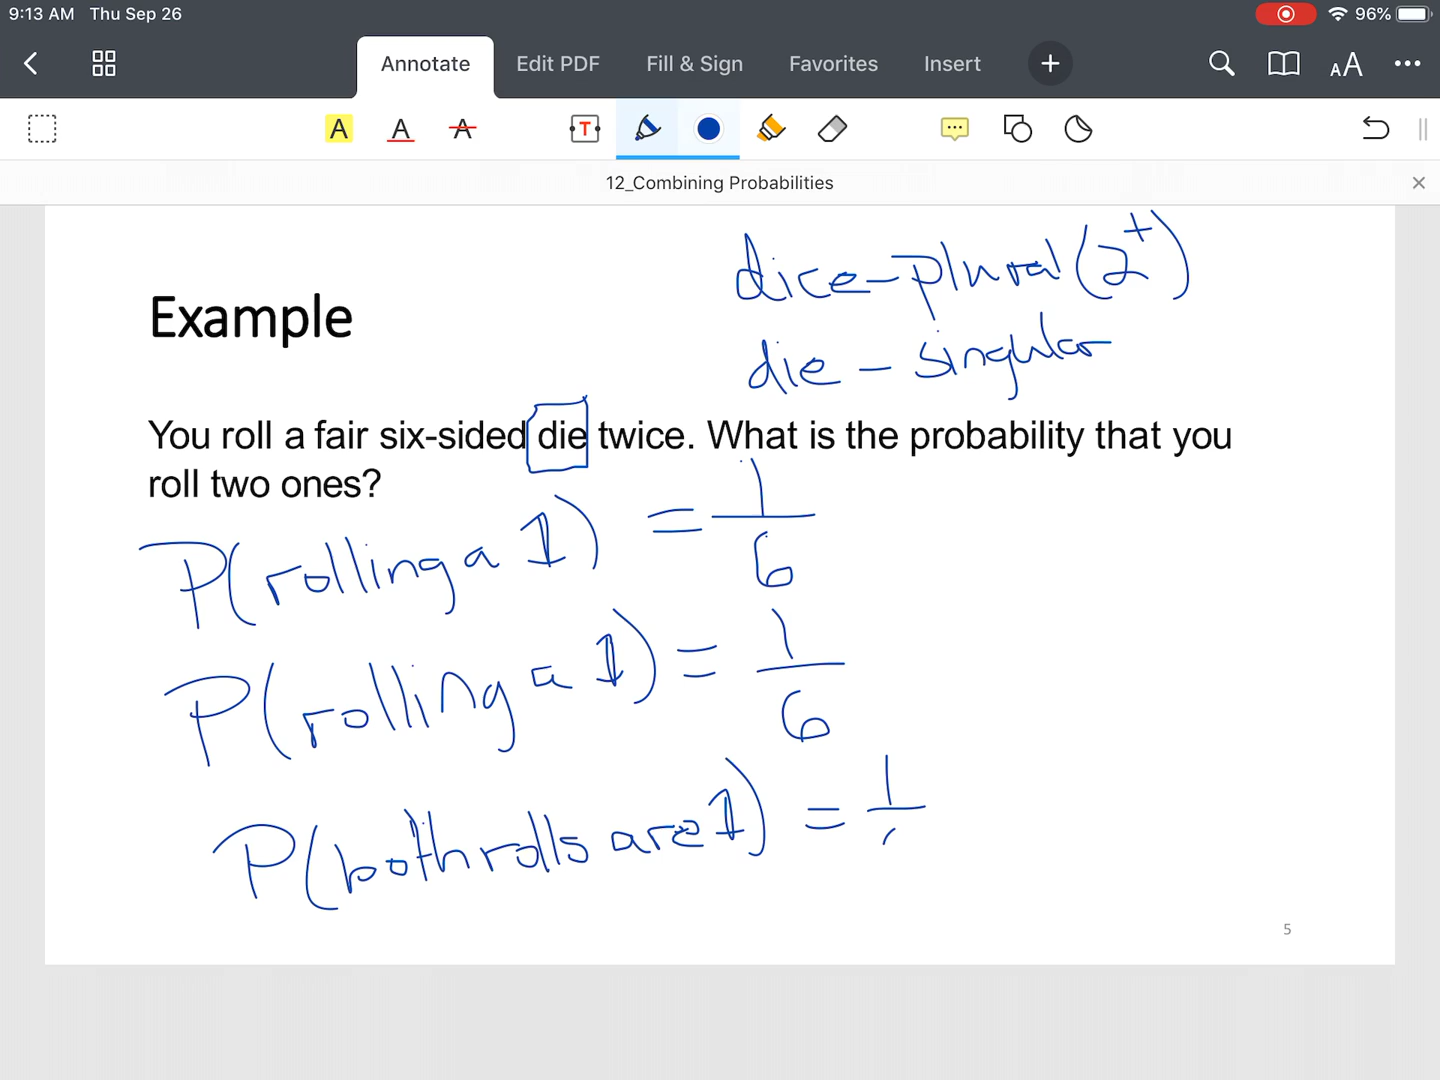 9:13 AM Thu Sep 26
96%
Annotate Edit PDF Fill & Sign Favorites Insert
A A A T AA
12_Combining Probabilities
dice - plural (2+)
Example
die - singular
You roll a fair six-sided die twice. What is the probability that you
roll two ones?
P(rolling a 1) = 1/6
P(rolling a 1) = 1/6
P(both rolls are 1) = 1/
5